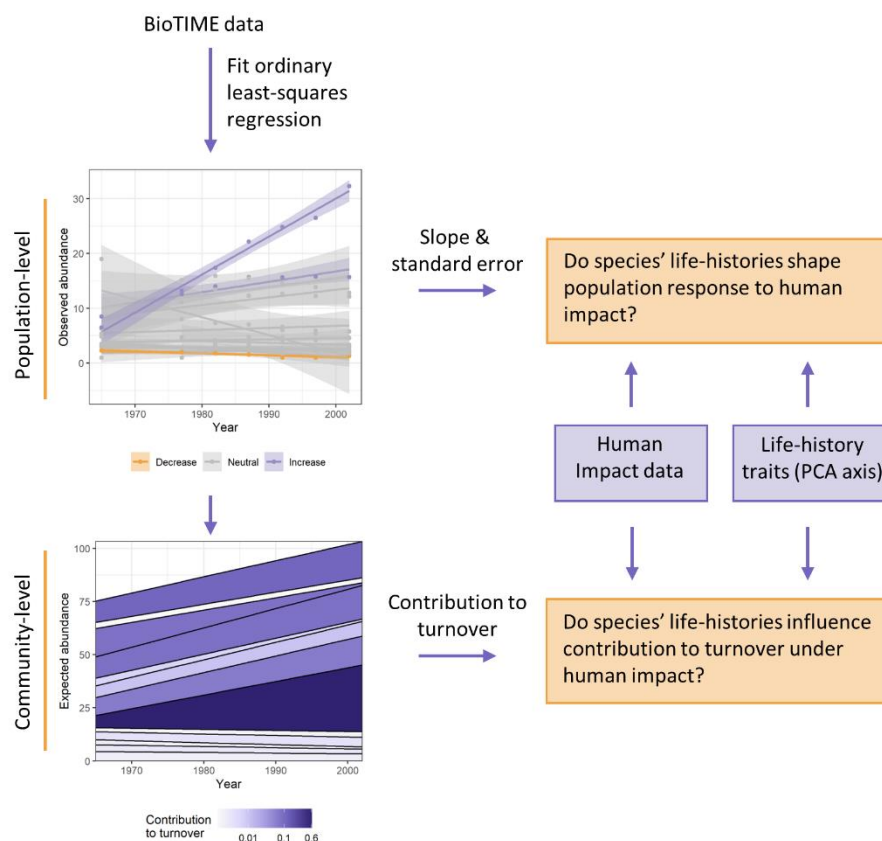 BioTIME data
Fit ordinary
least-squares
regression
Population-level
Observed abundance
30
20
10
0
1970
1980
1990
2000
Year
Decrease
Neutral
Increase
Slope &
standard error
Do species’ life-histories shape
population response to human
impact?
Human
Impact data
Life-history
traits (PCA axis)
Community-level
Expected abundance
100
75
50
25
0
1970
1980
1990
2000
Year
Contribution
to turnover
0.01
0.1
0.6
Contribution to
turnover
Do species’ life-histories influence
contribution to turnover under
human impact?